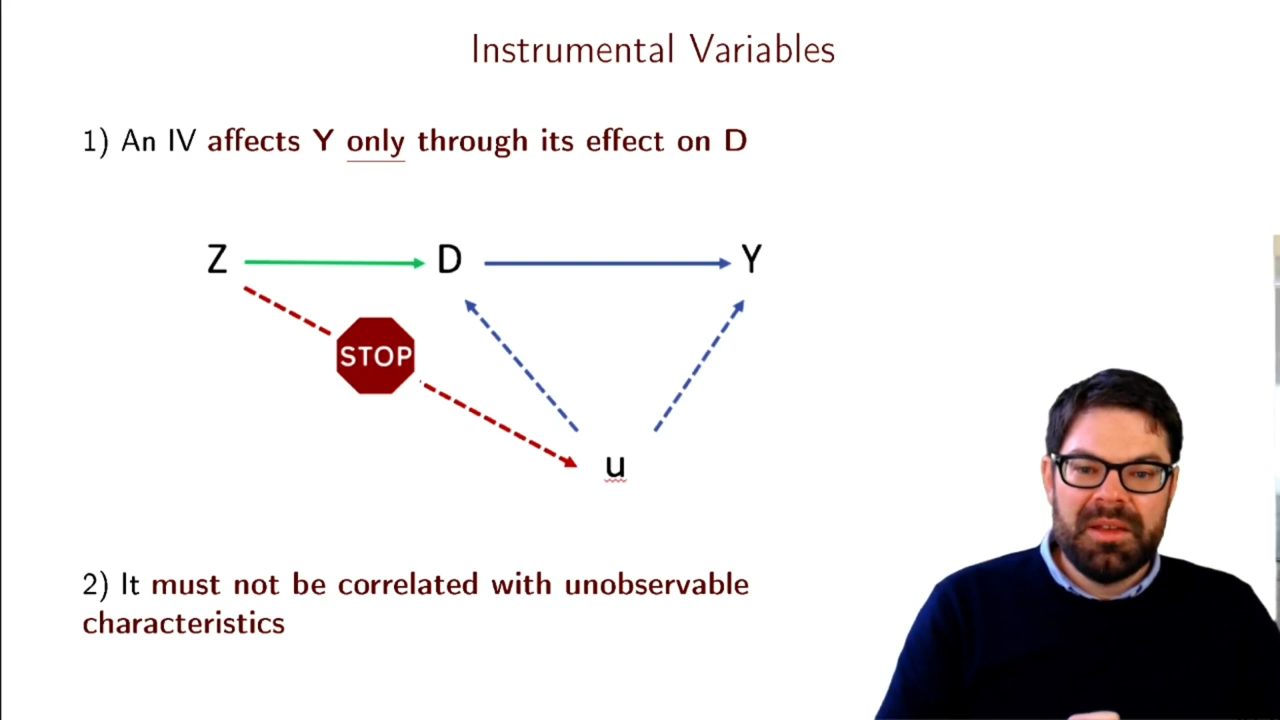 Instrumental Variables
1) An IV affects Y only through its effect on D
Z D Y
STOP
u
2) It must not be correlated with unobservable
characteristics